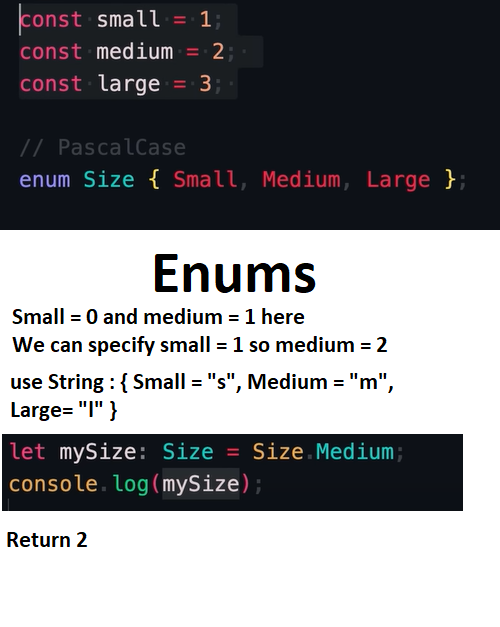 const small = 1;
const medium = 2;
const large = 3;
// PascalCase
enum Size { Small, Medium, Large };
Enums
Small = 0 and medium = 1 here
We can specify small = 1 so medium = 2
use String : { Small = "s", Medium = "m",
Large= "l" }
let mySize: Size = Size.Medium;
console.log(mySize);
Return 2